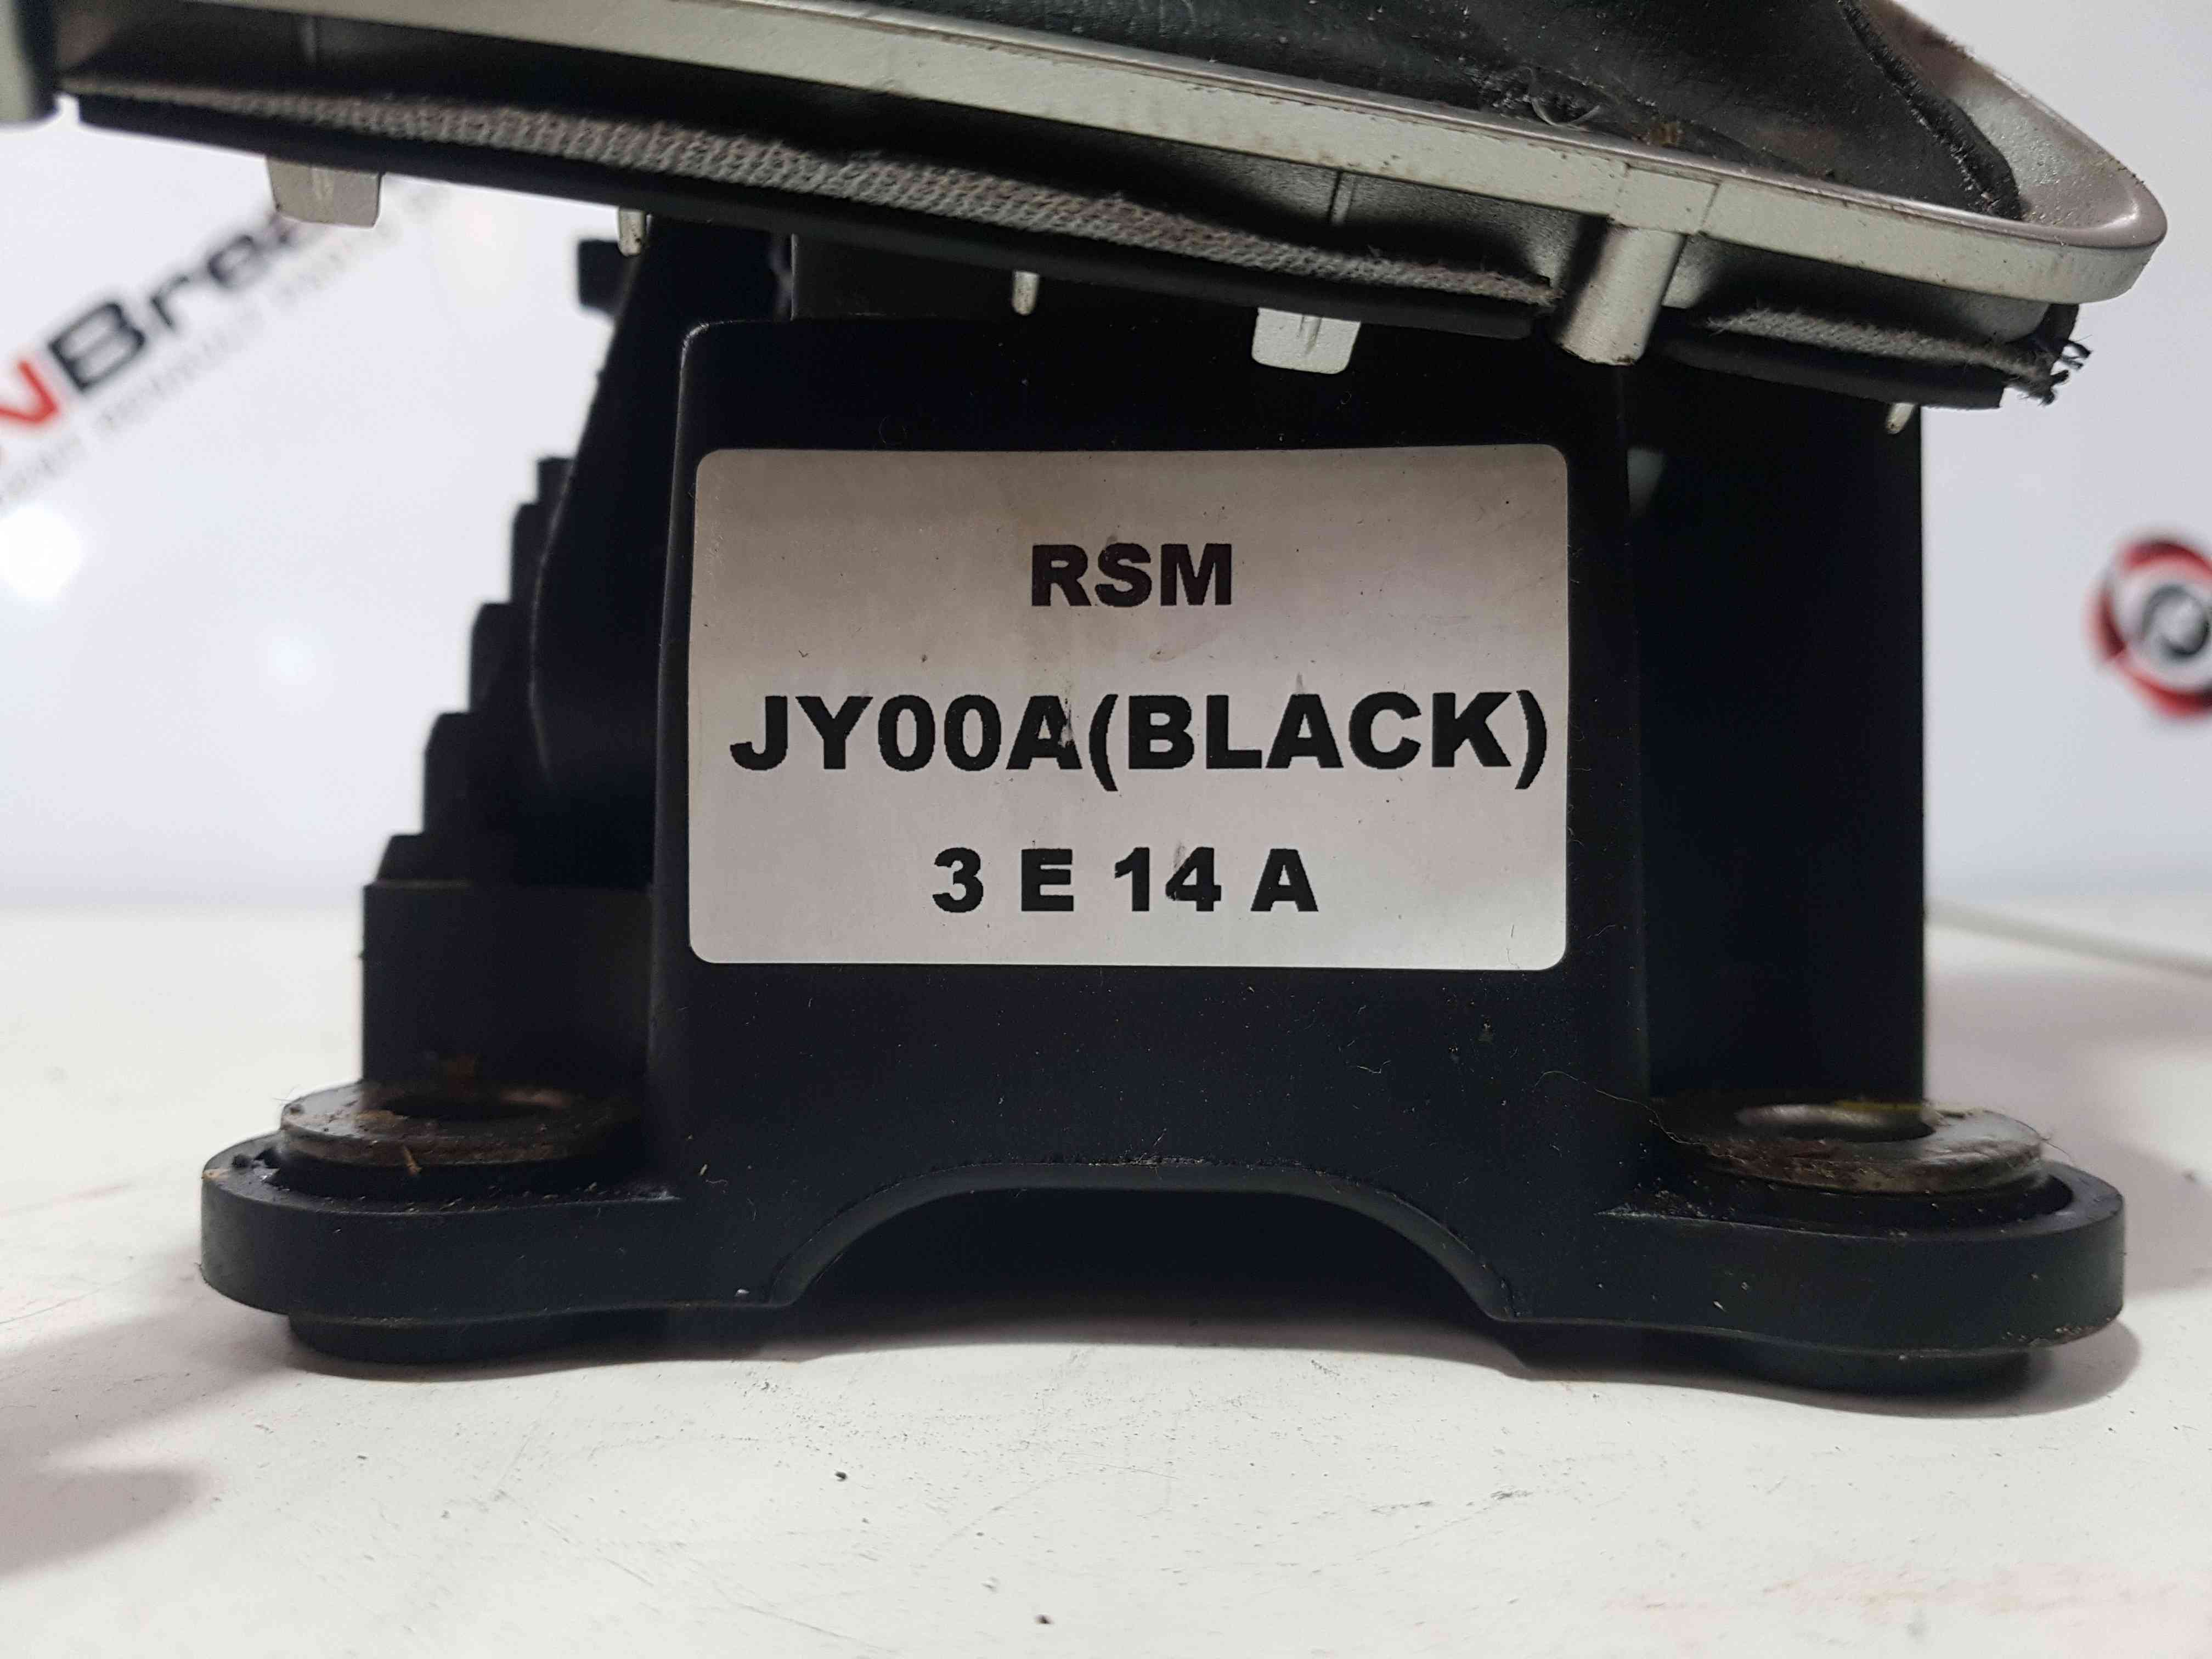 RSM
JY00A(BLACK)
3 E 14 A